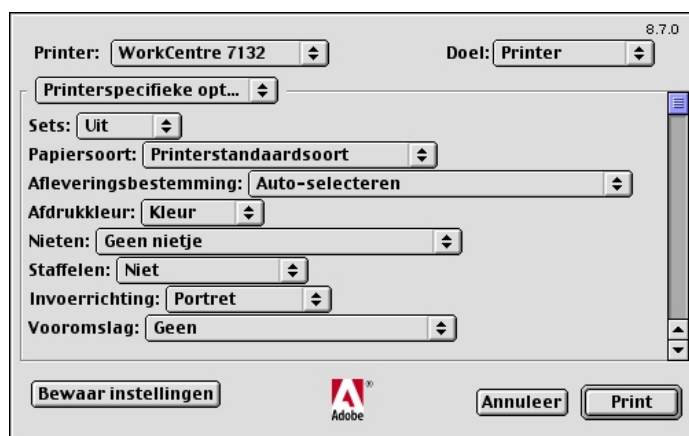 8.7.0
Printer: WorkCentre 7132 Doel: Printer
Printerspecifieke opt...
Sets: Uit
Papiersoort: Printerstandaardsoort
Afleveringsbestemming: Auto-selecteren
Afdrukkleur: Kleur
Nieten: Geen nietje
Staffelen: Niet
Invoerrichting: Portret
Vooromslag: Geen
Bewaar instellingen Adobe® Annuleer Print